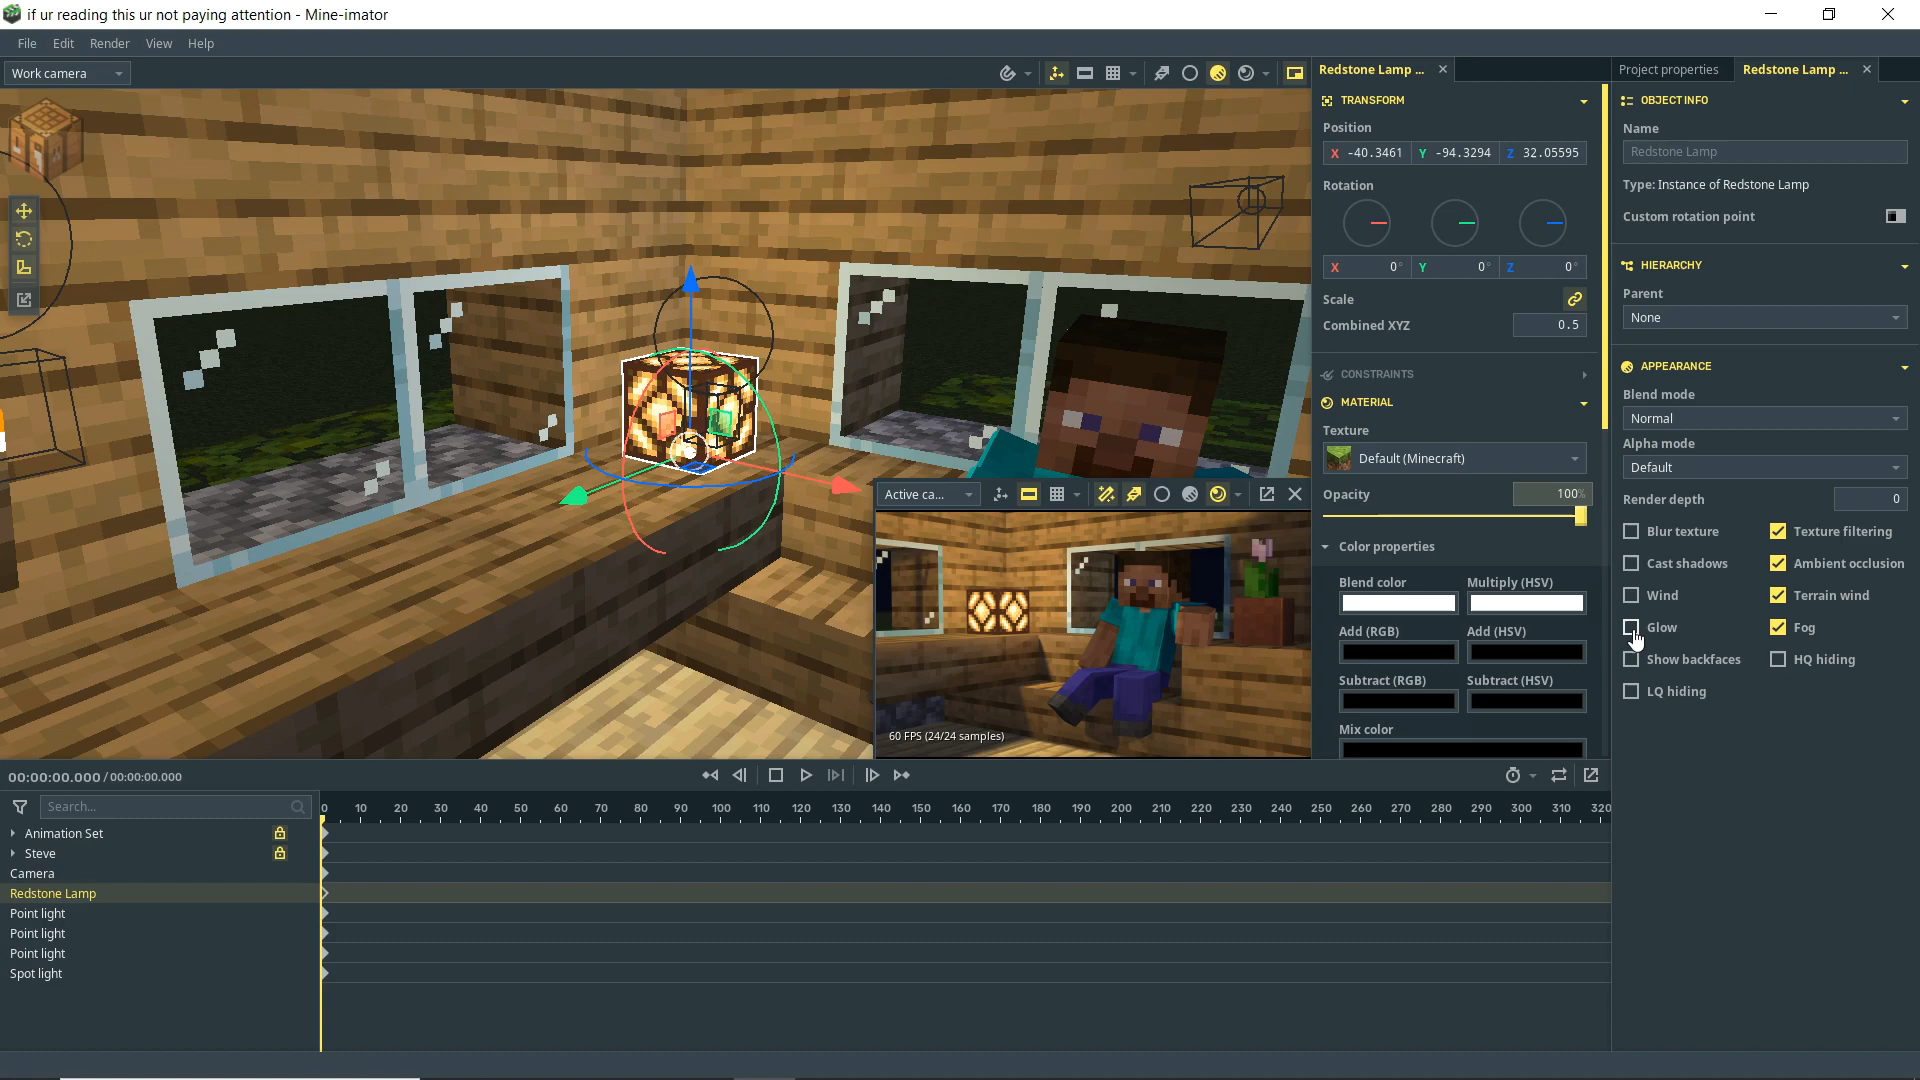 if ur reading this ur not paying attention - Mine-imator
File Edit Render View Help
Work camera
Redstone Lamp ...
TRANSFORM
Position
X -40.3461 Y -94.3294 Z 32.05595
Rotation
X 0° Y 0° Z 0°
Scale
Combined XYZ 0.5
CONSTRAINTS
MATERIAL
Texture
Default (Minecraft)
Opacity 100%
Color properties
Blend color Multiply (HSV)
Add (RGB) Add (HSV)
Subtract (RGB) Subtract (HSV)
Mix color
Project properties Redstone Lamp ...
OBJECT INFO
Name
Redstone Lamp
Type: Instance of Redstone Lamp
Custom rotation point
HIERARCHY
Parent
None
APPEARANCE
Blend mode
Normal
Alpha mode
Default
Render depth 0
Blur texture Texture filtering
Cast shadows Ambient occlusion
Wind Terrain wind
Glow Fog
Show backfaces HQ hiding
LQ hiding
Active ca...
60 FPS (24/24 samples)
00:00:00.000 / 00:00:00.000
Search...
0 10 20 30 40 50 60 70 80 90 100 110 120 130 140 150 160 170 180 190 200 210 220 230 240 250 260 270 280 290 300 310 320
Animation Set
Steve
Camera
Redstone Lamp
Point light
Point light
Point light
Spot light